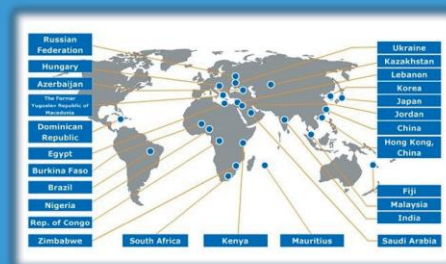 Russian
Federation
Hungary
Azerbaijan
The Former
Yugoslav Republic of
Macedonia
Dominican
Republic
Egypt
Burkina Faso
Brazil
Nigeria
Rep. of Congo
Zimbabwe
South Africa
Kenya
Mauritius
Ukraine
Kazakhstan
Lebanon
Korea
Japan
Jordan
China
Hong Kong,
China
Fiji
Malaysia
India
Saudi Arabia